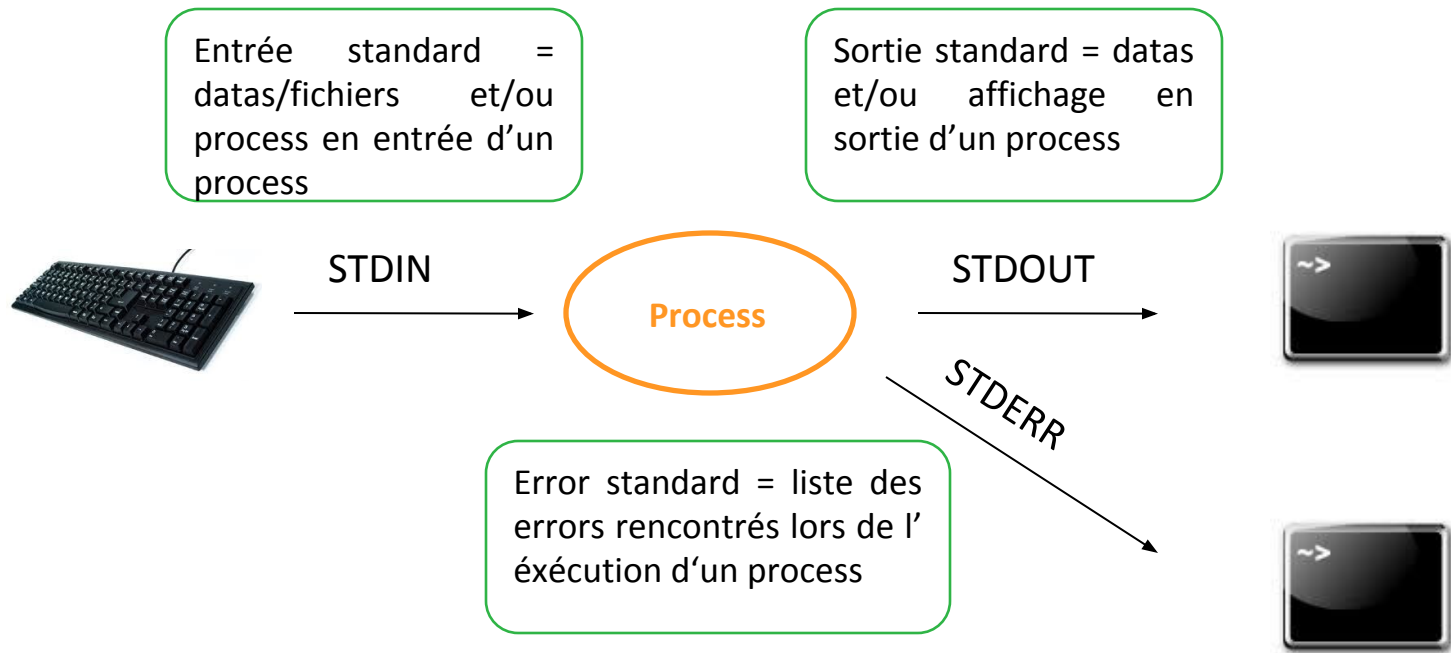 Entrée standard =
datas/fichiers et/ou
process en entrée d’un
process
Sortie standard = datas
et/ou affichage en
sortie d’un process
STDIN
Process
STDOUT
~>
STDERR
Error standard = liste des
errors rencontrés lors de l’
éxécution d‘un process
~>